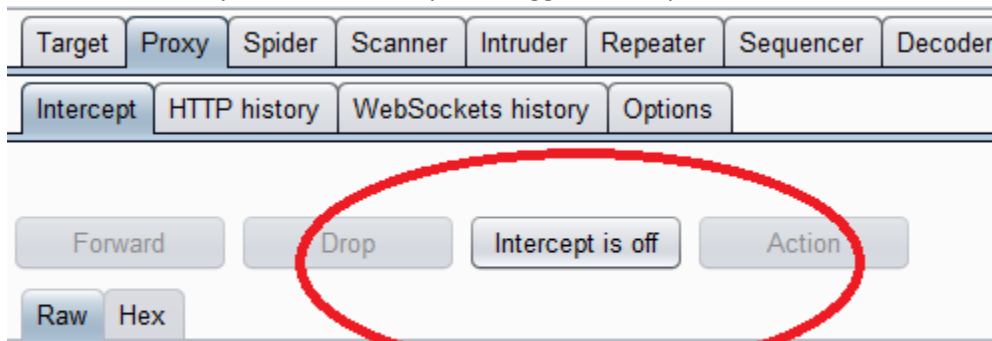 Target Proxy Spider Scanner Intruder Repeater Sequencer Decoder
Intercept HTTP history WebSockets history Options
Forward Drop Intercept is off Action
Raw Hex